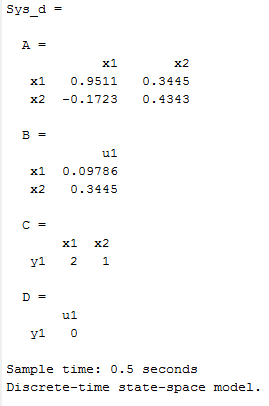 Sys_d =
A =
x1 x2
x1 0.9511 0.3445
x2 -0.1723 0.4343
B =
u1
x1 0.09786
x2 0.3445
C =
x1 x2
y1 2 1
D =
u1
y1 0
Sample time: 0.5 seconds
Discrete-time state-space model.